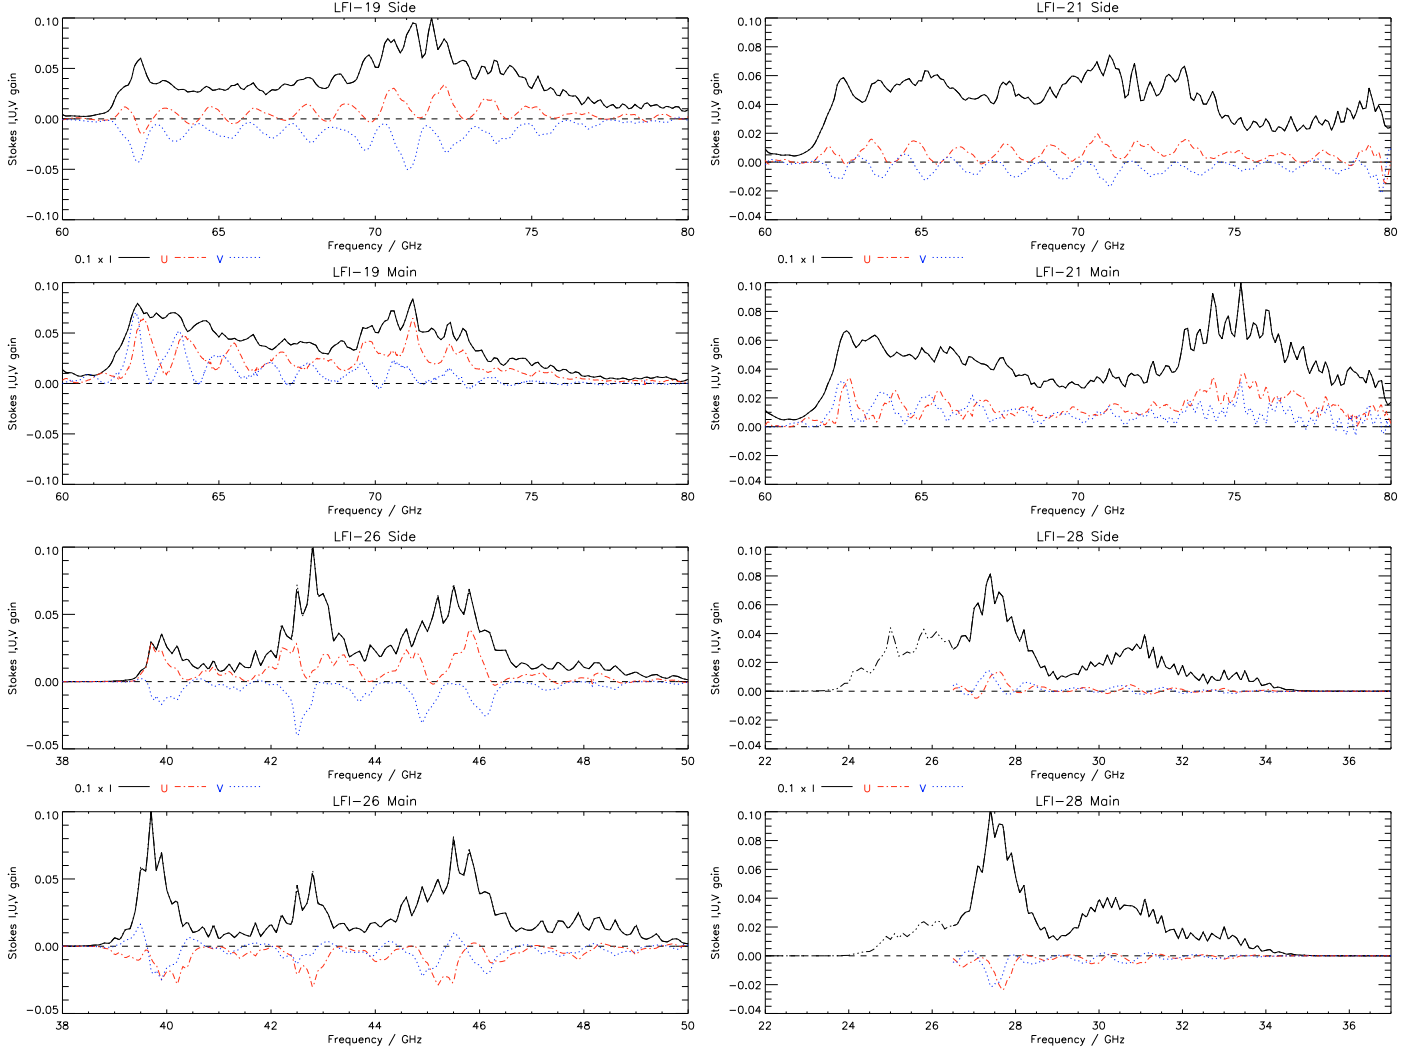 LFI-19 Side
0.10
0.05
0.00
-0.05
-0.10
Stokes I,U,V gain
60 65 70 75 80
Frequency / GHz
0.1 x I U V
LFI-21 Side
0.10
0.08
0.06
0.04
0.02
0.00
-0.02
-0.04
Stokes I,U,V gain
60 65 70 75 80
Frequency / GHz
0.1 x I U V
LFI-19 Main
0.10
0.05
0.00
-0.05
-0.10
Stokes I,U,V gain
60 65 70 75 80
Frequency / GHz
LFI-21 Main
0.10
0.08
0.06
0.04
0.02
0.00
-0.02
-0.04
Stokes I,U,V gain
60 65 70 75 80
Frequency / GHz
LFI-26 Side
0.10
0.05
0.00
-0.05
Stokes I,U,V gain
38 40 42 44 46 48 50
Frequency / GHz
0.1 x I U V
LFI-28 Side
0.10
0.08
0.06
0.04
0.02
0.00
-0.02
-0.04
Stokes I,U,V gain
22 24 26 28 30 32 34 36
Frequency / GHz
0.1 x I U V
LFI-26 Main
0.10
0.05
0.00
-0.05
Stokes I,U,V gain
38 40 42 44 46 48 50
Frequency / GHz
LFI-28 Main
0.10
0.08
0.06
0.04
0.02
0.00
-0.02
-0.04
Stokes I,U,V gain
22 24 26 28 30 32 34 36
Frequency / GHz